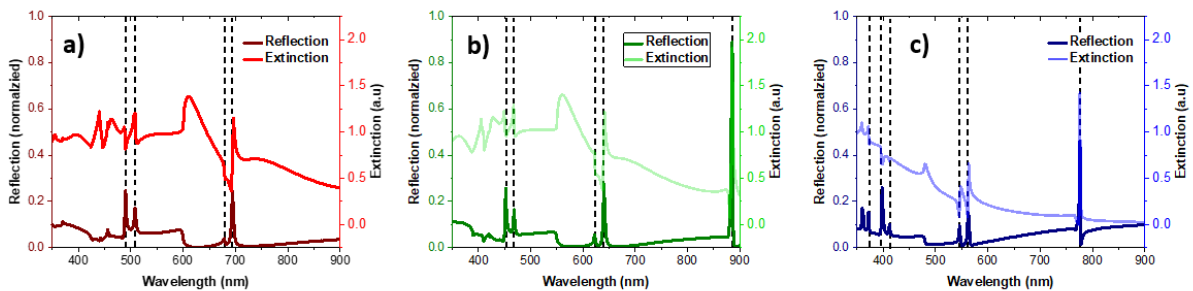 a)
Reflection
Extinction
Reflection (normalzied)
1.0
0.8
0.6
0.4
0.2
0.0
Extinction (a.u)
2.0
1.5
1.0
0.5
0.0
400 500 600 700 800 900
Wavelength (nm)
b)
Reflection
Extinction
Reflection (normalized)
1.0
0.8
0.6
0.4
0.2
0.0
Extinction (a.u)
2.0
1.5
1.0
0.5
0.0
400 500 600 700 800 900
Wavelength (nm)
c)
Reflection
Extinction
Reflection (normalized)
1.0
0.8
0.6
0.4
0.2
0.0
Extinction (a.u)
2.0
1.5
1.0
0.5
0.0
400 500 600 700 800 900
Wavelength (nm)